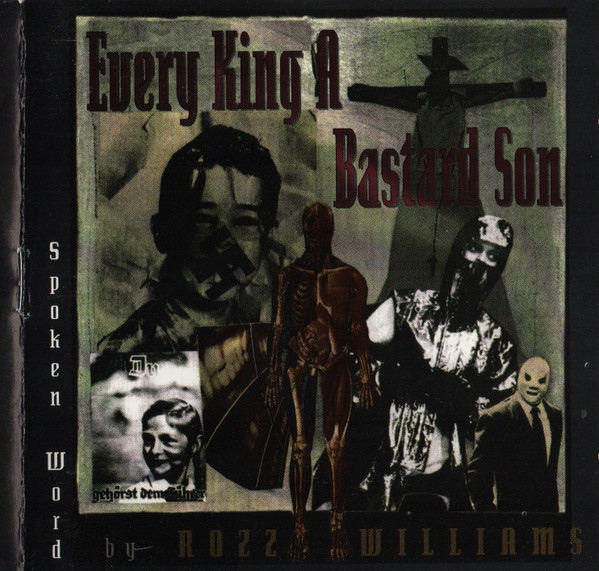 Every King A
Bastard Son
Spoken Word
by ROZZ WILLIAMS
Du
gehörst dem Führer